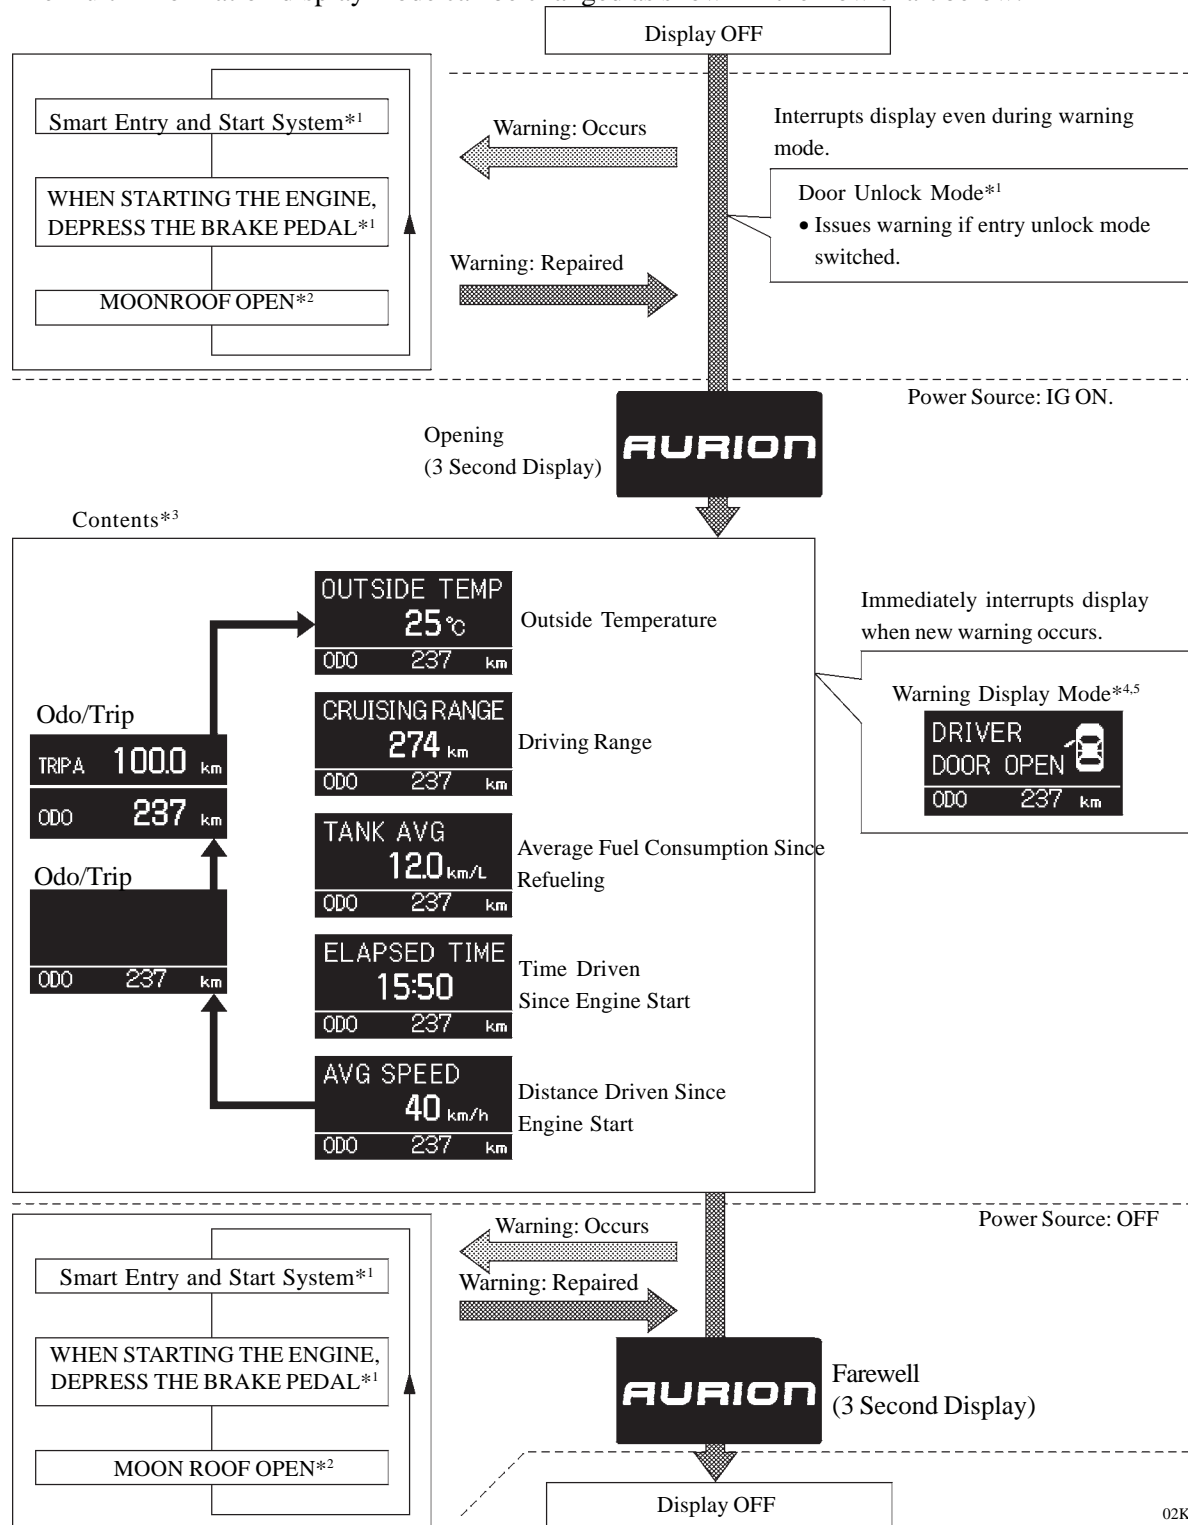 Display OFF
Smart Entry and Start System*1
WHEN STARTING THE ENGINE,
DEPRESS THE BRAKE PEDAL*1
MOONROOF OPEN*2
Warning: Occurs
Warning: Repaired
Interrupts display even during warning
mode.
Door Unlock Mode*1
• Issues warning if entry unlock mode
switched.
Power Source: IG ON.
Opening
(3 Second Display)
AURION
Contents*3
OUTSIDE TEMP
25°C
ODO 237 km
Outside Temperature
CRUISING RANGE
274 km
ODO 237 km
Driving Range
TANK AVG
12.0 km/L
ODO 237 km
Average Fuel Consumption Since
Refueling
ELAPSED TIME
15:50
ODO 237 km
Time Driven
Since Engine Start
AVG SPEED
40 km/h
ODO 237 km
Distance Driven Since
Engine Start
Odo/Trip
TRIP A 100.0 km
ODO 237 km
Odo/Trip
ODO 237 km
Immediately interrupts display
when new warning occurs.
Warning Display Mode*4,5
DRIVER
DOOR OPEN
ODO 237 km
Power Source: OFF
Warning: Occurs
Warning: Repaired
Smart Entry and Start System*1
WHEN STARTING THE ENGINE,
DEPRESS THE BRAKE PEDAL*1
MOON ROOF OPEN*2
AURION
Farewell
(3 Second Display)
Display OFF
02K